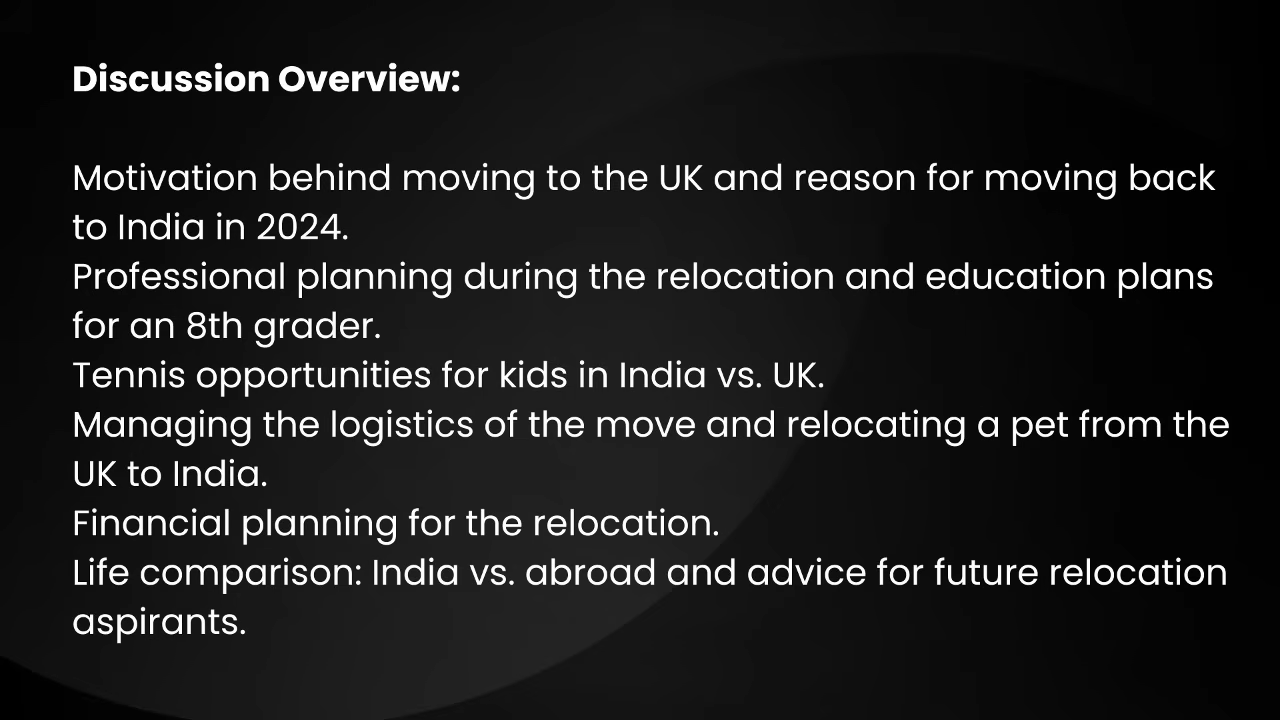 Discussion Overview:
Motivation behind moving to the UK and reason for moving back
to India in 2024.
Professional planning during the relocation and education plans
for an 8th grader.
Tennis opportunities for kids in India vs. UK.
Managing the logistics of the move and relocating a pet from the
UK to India.
Financial planning for the relocation.
Life comparison: India vs. abroad and advice for future relocation
aspirants.